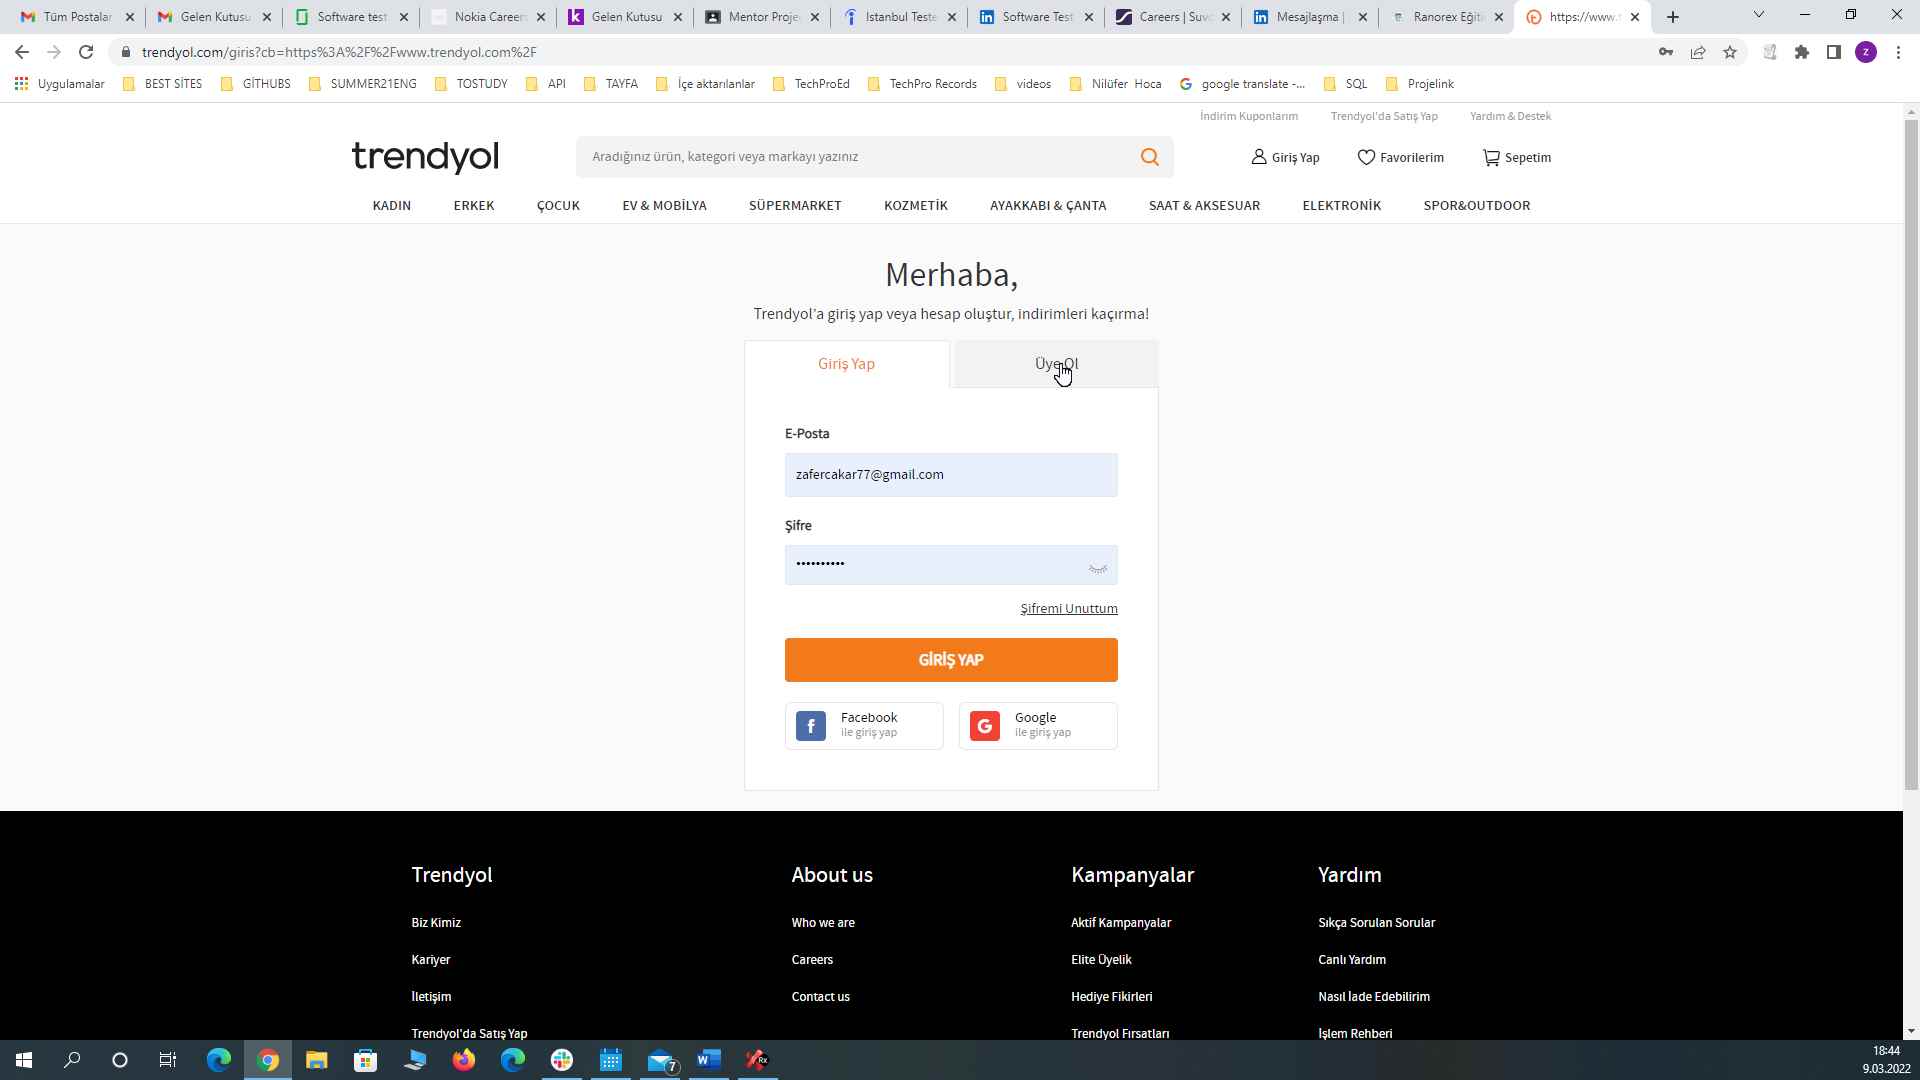 Tüm Postalar
Gelen Kutusu
Software test
Nokia Careers
Gelen Kutusu
Mentor Proje
Istanbul Teste
Software Test
Careers | Suvo
Mesajlaşma |
Ranorex Eğiti
https://www.t
trendyol.com/giris?cb=https%3A%2F%2Fwww.trendyol.com%2F
z
Uygulamalar
BEST SİTES
GİTHUBS
SUMMER21ENG
TOSTUDY
API
TAYFA
İçe aktarılanlar
TechProEd
TechPro Records
videos
Nilüfer Hoca
google translate -...
SQL
Projelink
İndirim Kuponlarım
Trendyol'da Satış Yap
Yardım & Destek
trendyol
Aradığınız ürün, kategori veya markayı yazınız
Giriş Yap
Favorilerim
Sepetim
KADIN
ERKEK
ÇOCUK
EV & MOBİLYA
SÜPERMARKET
KOZMETİK
AYAKKABI & ÇANTA
SAAT & AKSESUAR
ELEKTRONİK
SPOR&OUTDOOR
Merhaba,
Trendyol’a giriş yap veya hesap oluştur, indirimleri kaçırma!
Giriş Yap
Üye Ol
E-Posta
zafercakar77@gmail.com
Şifre
••••••••••
Şifremi Unuttum
GİRİŞ YAP
Facebook
ile giriş yap
Google
ile giriş yap
Trendyol
Biz Kimiz
Kariyer
İletişim
Trendyol'da Satış Yap
About us
Who we are
Careers
Contact us
Kampanyalar
Aktif Kampanyalar
Elite Üyelik
Hediye Fikirleri
Trendyol Fırsatları
Yardım
Sıkça Sorulan Sorular
Canlı Yardım
Nasıl İade Edebilirim
İşlem Rehberi
7
Rx
18:44
9.03.2022